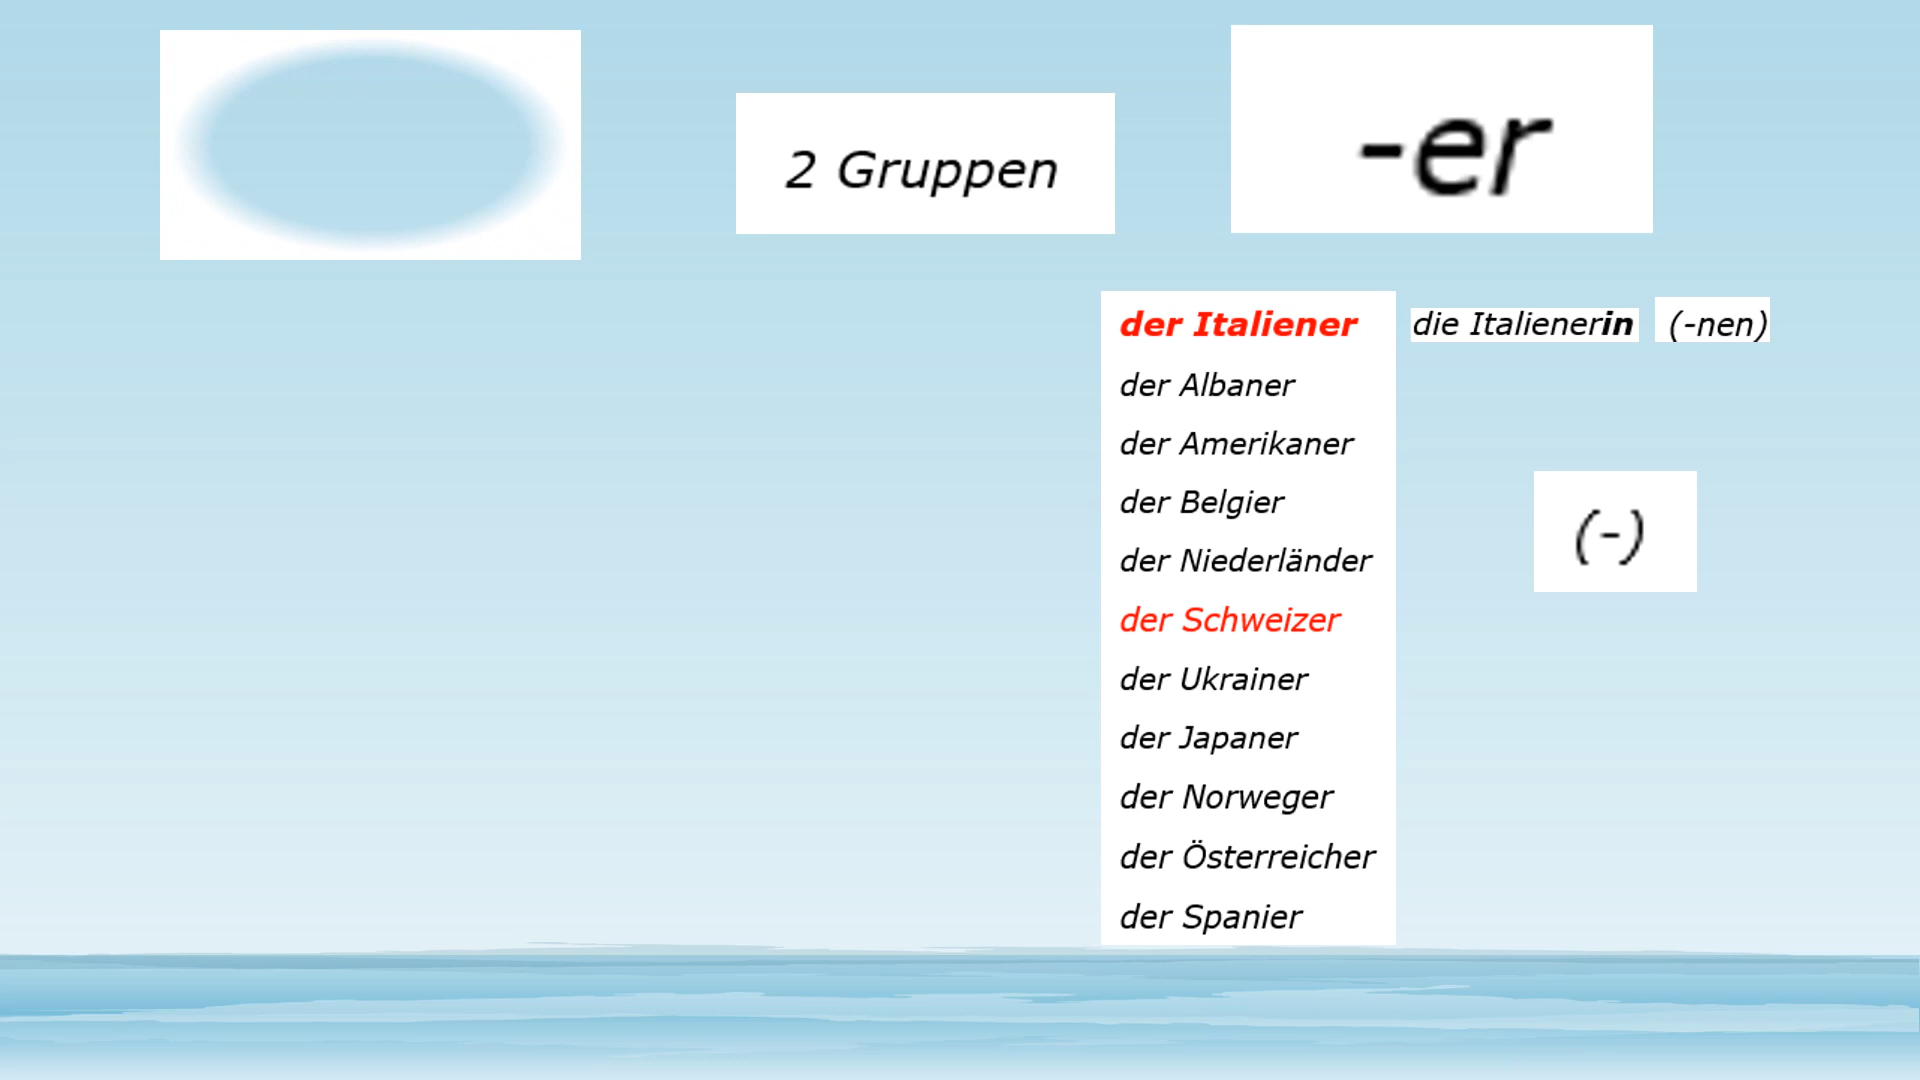 2 Gruppen
-er
der Italiener die Italienerin (-nen)
der Albaner
der Amerikaner
der Belgier
(-)
der Niederländer
der Schweizer
der Ukrainer
der Japaner
der Norweger
der Österreicher
der Spanier